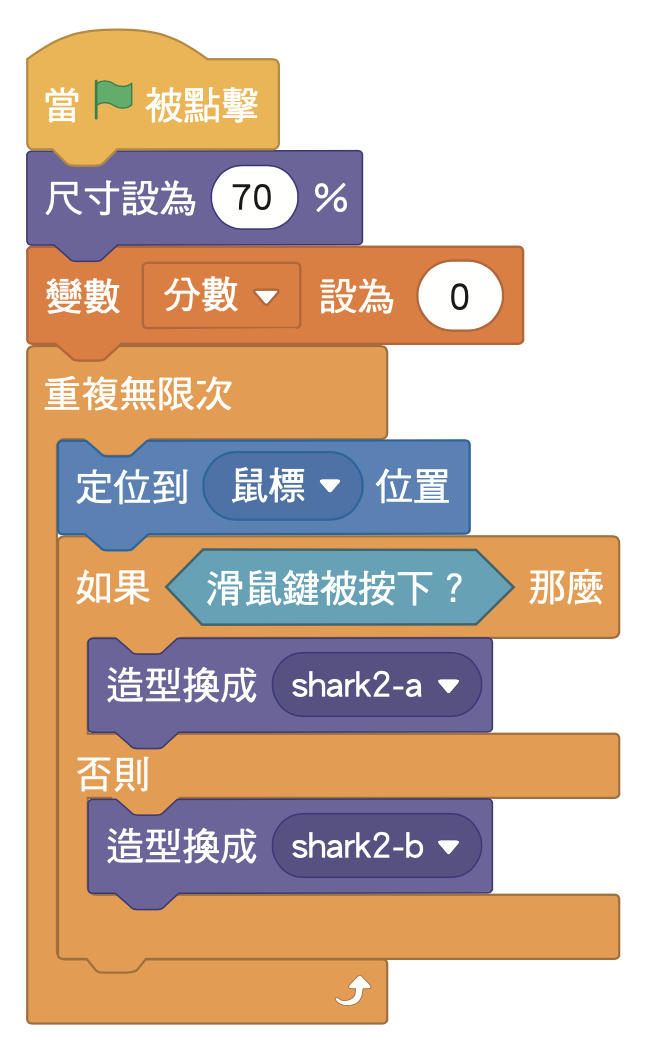 當 被點擊
尺寸設為 70 %
變數 分數 設為 0
重複無限次
定位到 鼠標 位置
如果 滑鼠鍵被按下？ 那麼
造型換成 shark2-a
否則
造型換成 shark2-b